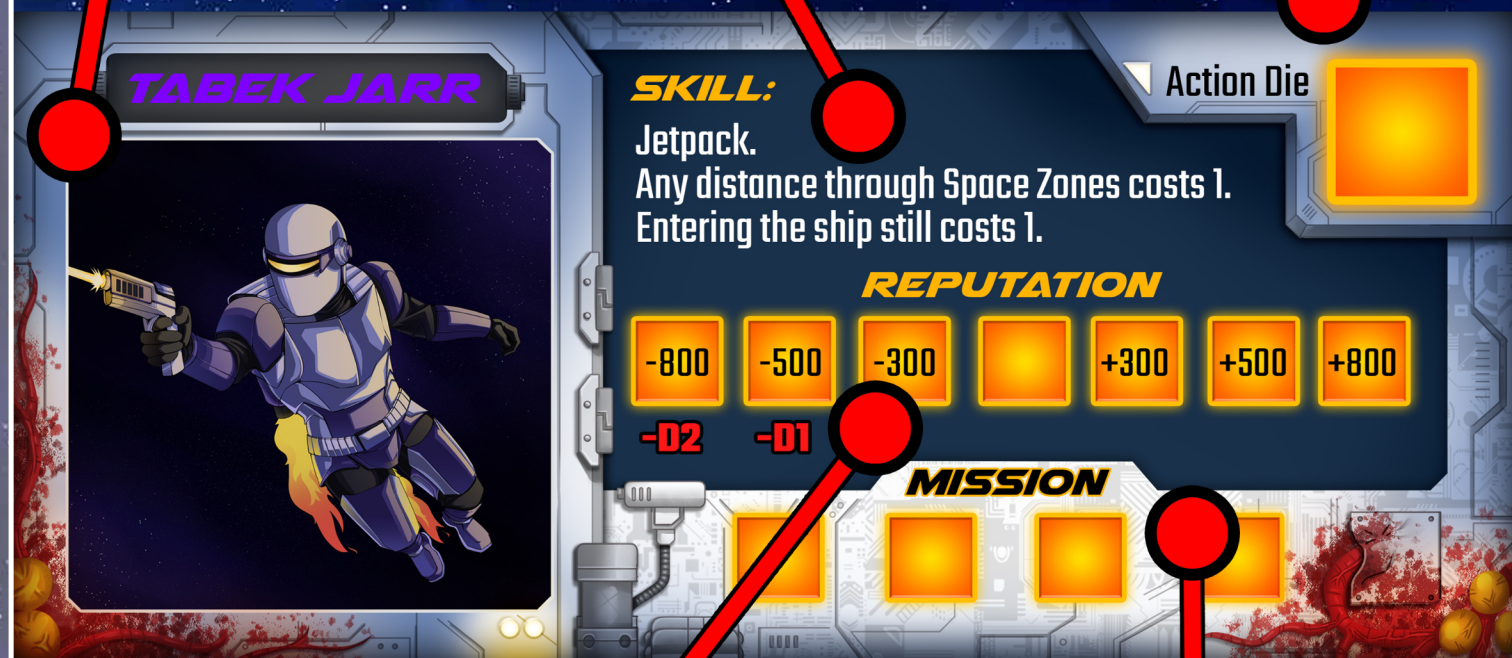 TABEK JARR
SKILL:
Action Die
Jetpack.
Any distance through Space Zones costs 1.
Entering the ship still costs 1.
REPUTATION
-800 -500 -300 +300 +500 +800
-D2 -D1
MISSION